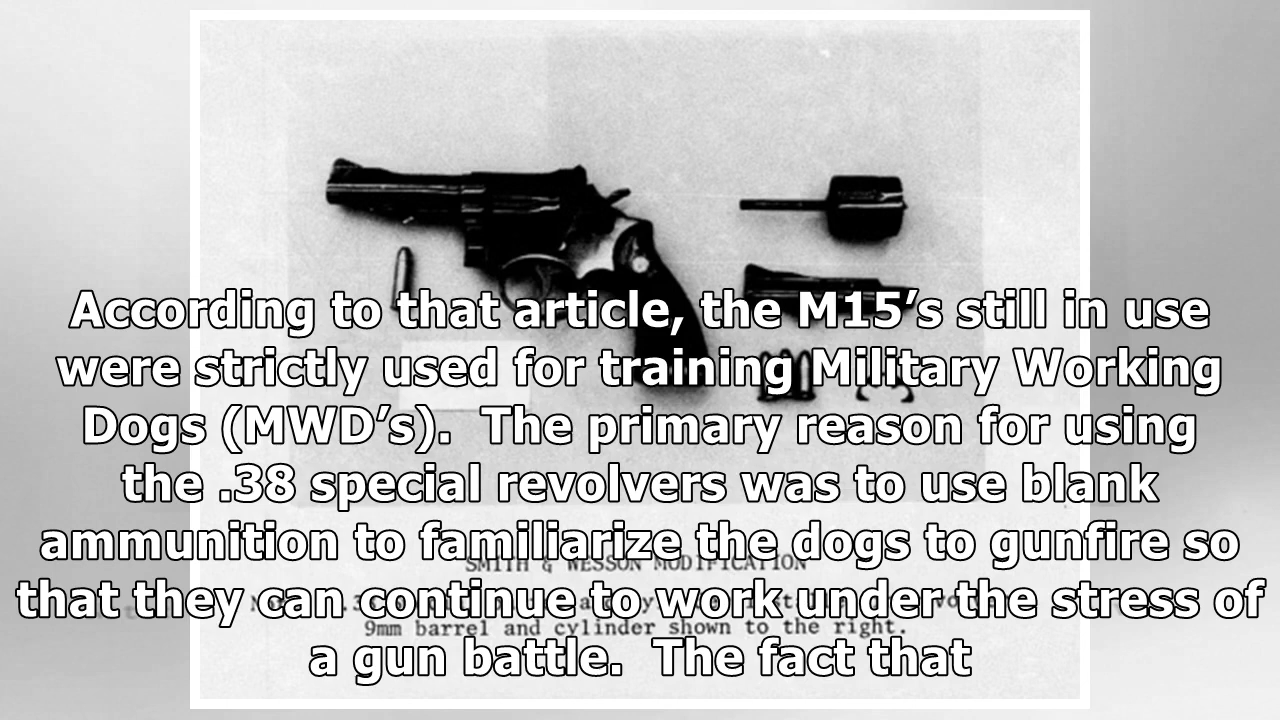 According to that article, the M15’s still in use
were strictly used for training Military Working
Dogs (MWD’s).  The primary reason for using
the .38 special revolvers was to use blank
ammunition to familiarize the dogs to gunfire so
SMITH & WESSON MODIFICATION
that they can continue to work under the stress of
9mm barrel and cylinder shown to the right.
a gun battle.  The fact that